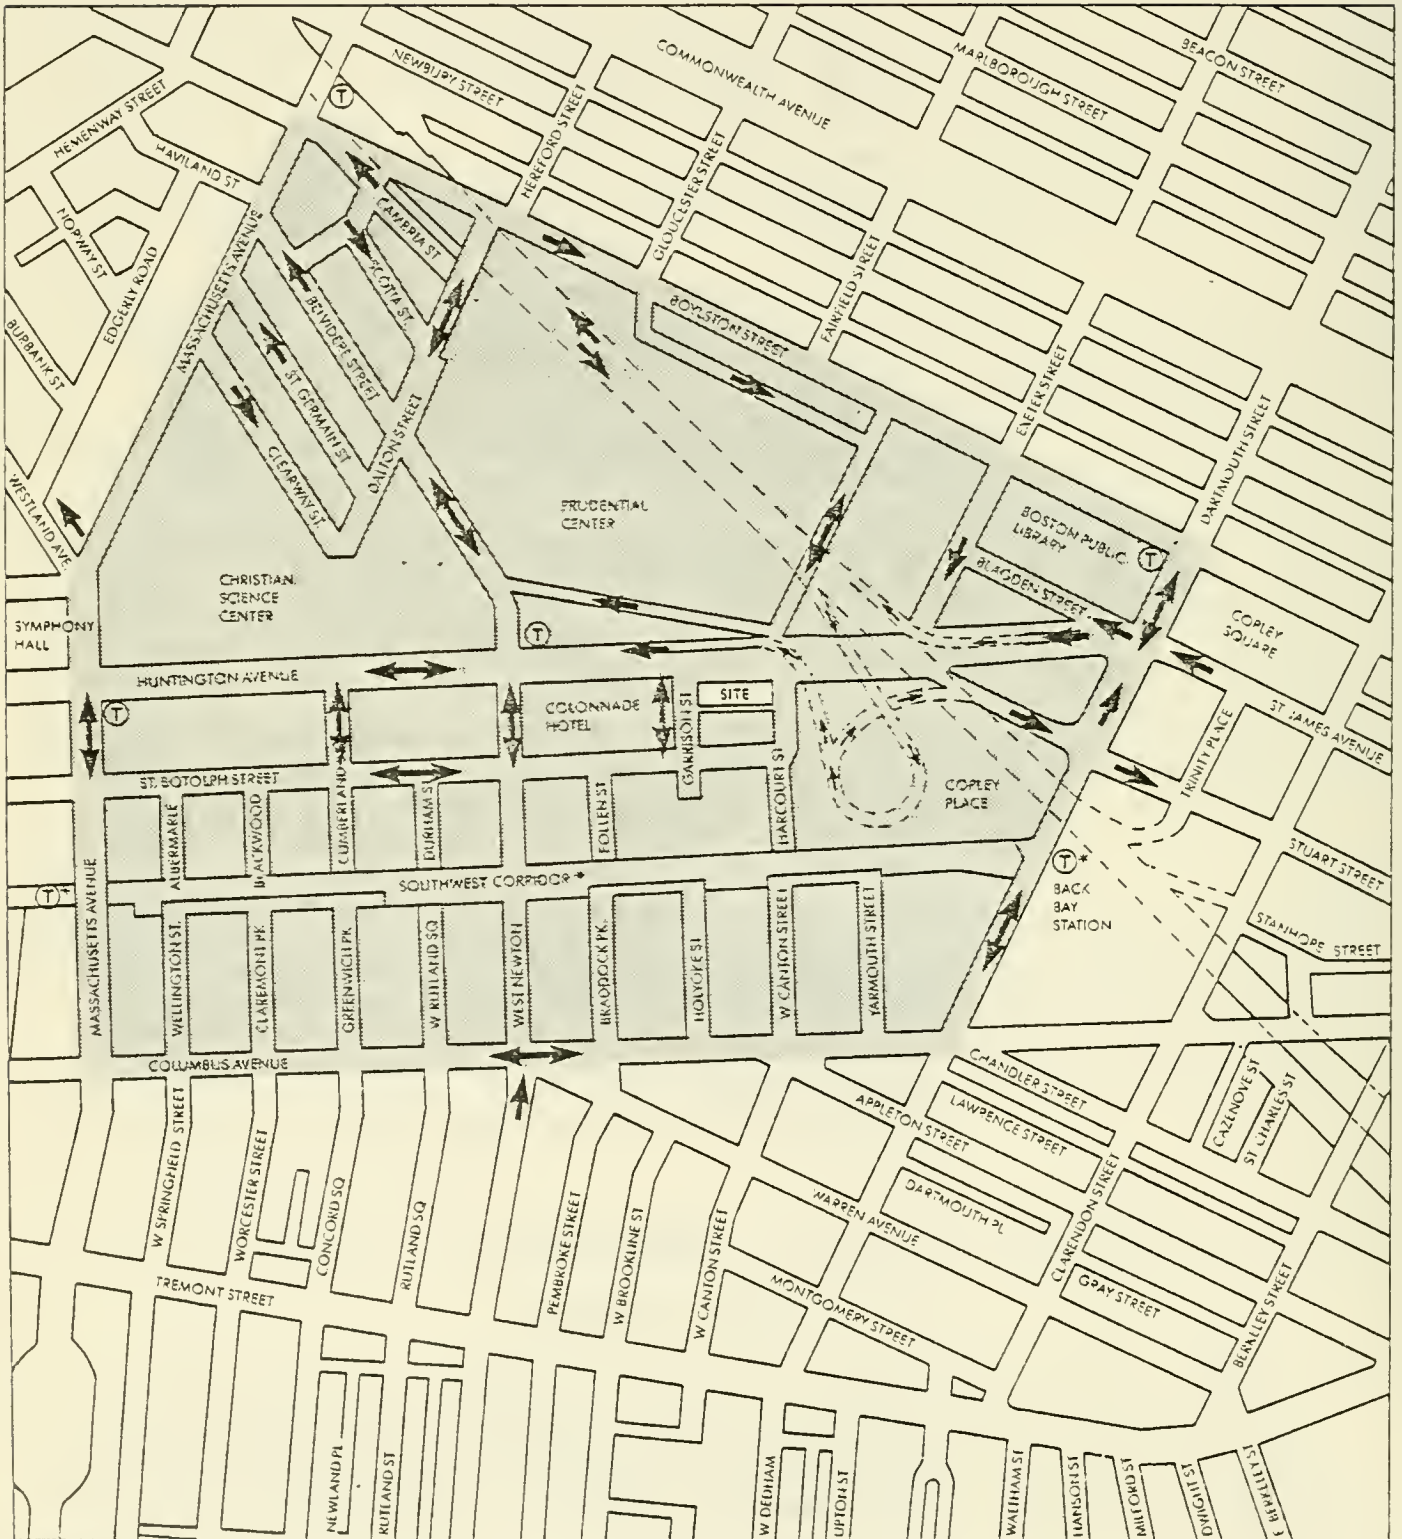 BEACON STREET
MARLBOROUGH STREET
COMMONWEALTH AVENUE
NEWBURY STREET
T
HEMENWAY STREET
HAVILAND ST
HEREFORD STREET
GLOUCLSTER STREET
NORWAY ST
CAMBRIA ST
SCOTIA ST.
BELVIDERE STREET
MASSACHUSETTS AVENUE
EDGERLY ROAD
BURBANK ST
FAIRFIELD STREET
BOYLSTON STREET
EXETER STREET
DARTMOUTH STREET
ST GERMAIN ST
CLEARWAY ST.
DALTON STREET
WESTLAND AVE.
PRUDENTIAL
CENTER
BOSTON PUBLIC
LIBRARY
T
BLAGDEN STREET
CHRISTIAN
SCIENCE
CENTER
SYMPHONY
HALL
T
COPLEY
SQUARE
HUNTINGTON AVENUE
T
COLONNADE
HOTEL
SITE
GARRISON ST
HARCOURT ST
ST JAMES AVENUE
TRINITY PLACE
ST. BOTOLPH STREET
COPLEY
PLACE
ALBERMARLE
BLACKWOOD
CUMBERLAND
DURHAM ST
FOLLEN ST
STUART STREET
T*
SOUTHWEST CORRIDOR *
T*
BACK
BAY
STATION
STANHOPE STREET
MASSACHUSETTS AVENUE
WELLINGTON ST.
CLAREMONT PK.
GREENWICH PK.
W RUTLAND SQ
WEST NEWTON
BRADDOCK PK.
HOLYOKE ST
W CANTON STREET
YARMOUTH STREET
COLUMBUS AVENUE
CHANDLER STREET
LAWRENCE STREET
APPLETON STREET
CAZENOVE ST
ST CHARLES ST
W SPRINGFIELD STREET
WORCESTER STREET
CONCORD SQ
RUTLAND SQ
PEMBROKE STREET
W BROOKLINE ST
W CANTON STREET
WARREN AVENUE
DARTMOUTH PL
CLARENDON STREET
GRAY STREET
MONTGOMERY STREET
BERKLLEY STREET
TREMONT STREET
NEWLAND PL
RUTLAND ST
W DEDHAM
UPTON ST
WALTHAM ST
HANSON ST
MILFORD ST
DWIGHT ST
E BERKELEY ST